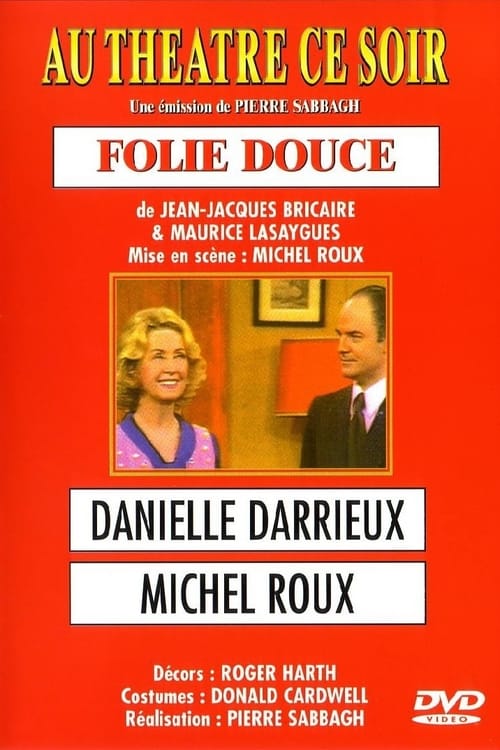 AU THEATRE CE SOIR
Une émission de PIERRE SABBAGH
FOLIE DOUCE
de JEAN-JACQUES BRICAIRE
& MAURICE LASAYGUES
Mise en scène : MICHEL ROUX
DANIELLE DARRIEUX
MICHEL ROUX
Décors : ROGER HARTH
Costumes : DONALD CARDWELL
Réalisation : PIERRE SABBAGH
DVD
VIDEO